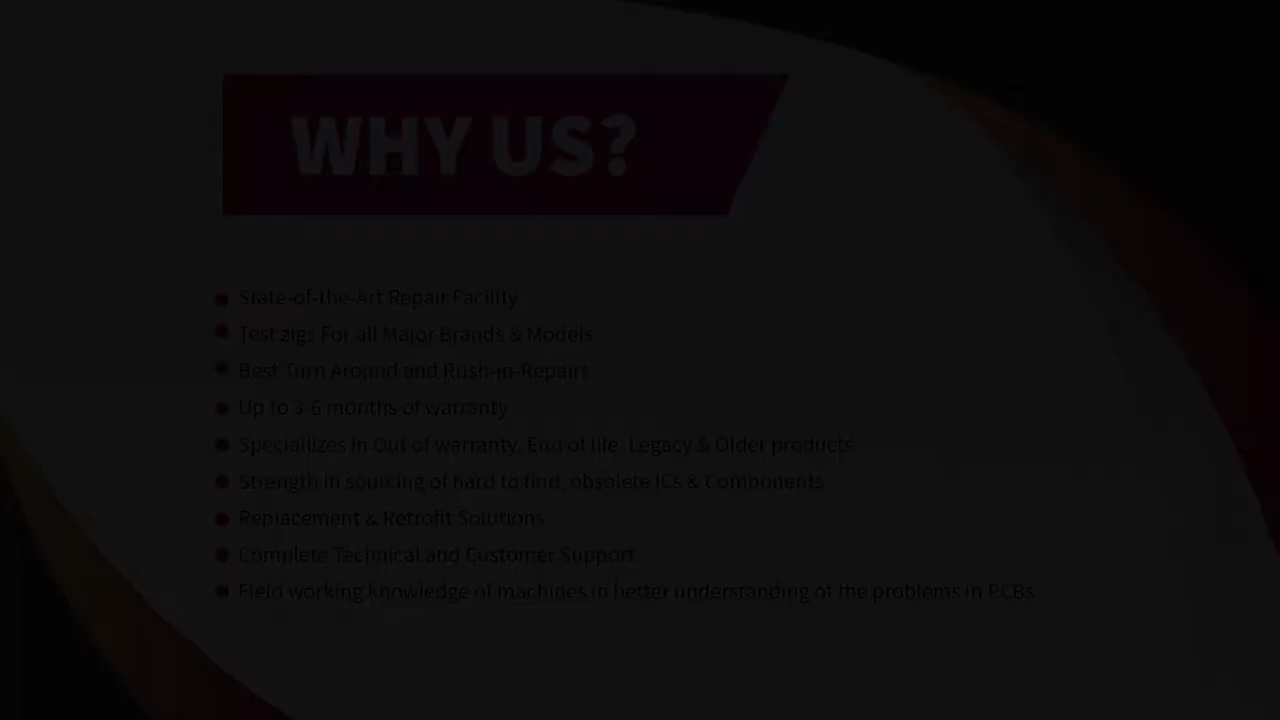 WHY US?
State-of-the-Art Repair Facility
Test zigs For all Major Brands & Models
Best Turn Around and Rush-in-Repairs
Up to 3-6 months of warranty
Speciallizes in Out of warranty, End of life, Legacy & Older products
Strength in sourcing of hard to find, obsolete ICs & Components
Replacement & Retrofit Solutions
Complete Technical and Customer Support
Field working knowledge of machines in better understanding of the problems in PCBs